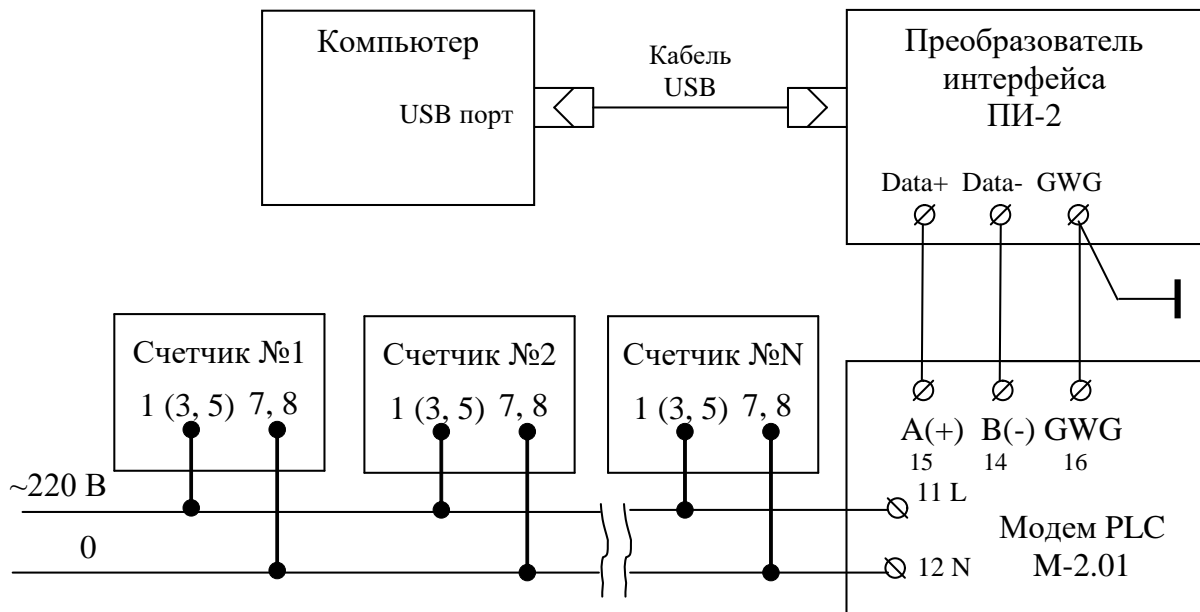 Компьютер
USB порт
Кабель
USB
Преобразователь
интерфейса
ПИ-2
Data+ Data- GWG
Счетчик №1
1 (3, 5) 7, 8
Счетчик №2
1 (3, 5) 7, 8
Счетчик №N
1 (3, 5) 7, 8
A(+) B(-) GWG
15 14 16
~220 В
0
11 L
12 N
Модем PLC
М-2.01